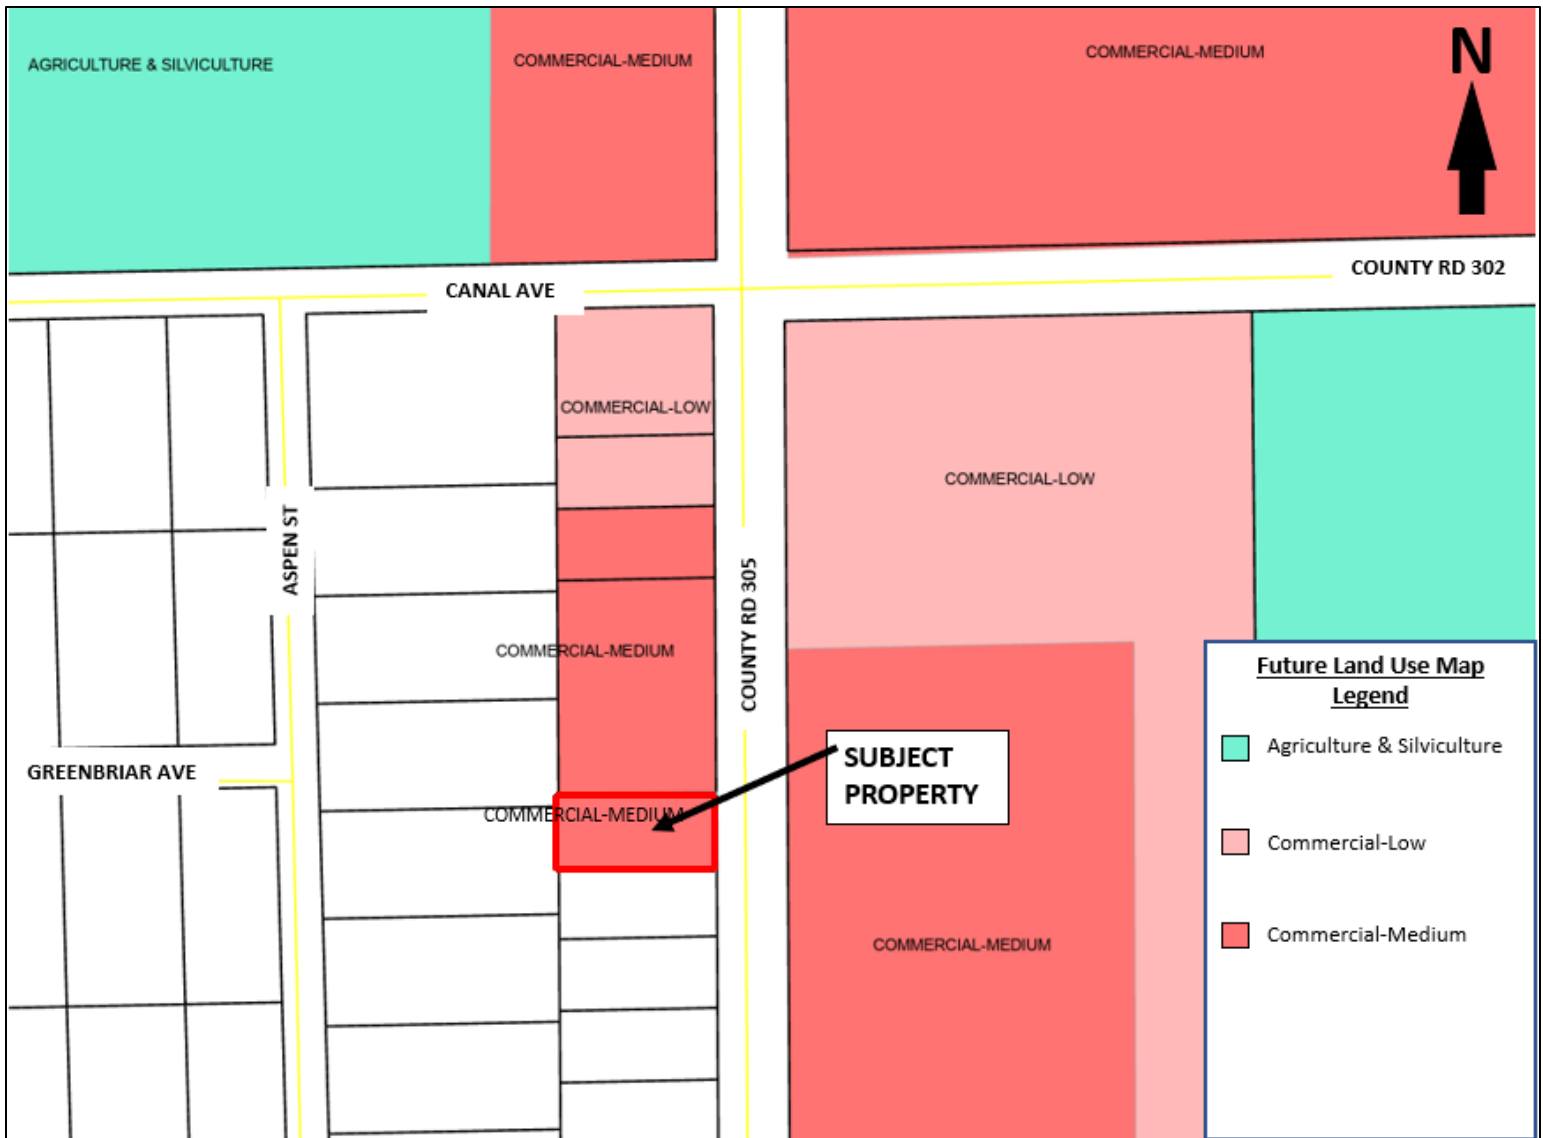 AGRICULTURE & SILVICULTURE
COMMERCIAL-MEDIUM
COMMERCIAL-MEDIUM
N
CANAL AVE
COUNTY RD 302
COMMERCIAL-LOW
COMMERCIAL-LOW
ASPEN ST
COUNTY RD 305
COMMERCIAL-MEDIUM
GREENBRIAR AVE
SUBJECT
PROPERTY
COMMERCIAL-MEDIUM
COMMERCIAL-MEDIUM
Future Land Use Map
Legend
Agriculture & Silviculture
Commercial-Low
Commercial-Medium